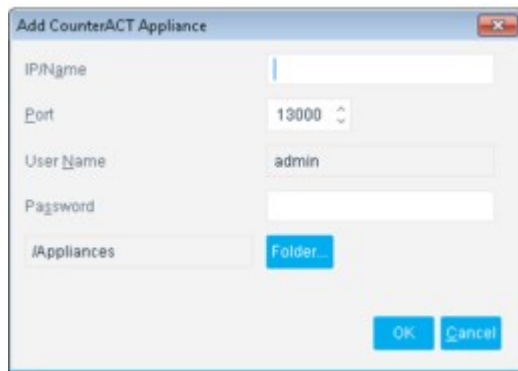 Add CounterACT Appliance
IP/Name
Port 13000
User Name admin
Password
/Appliances Folder...
OK Cancel